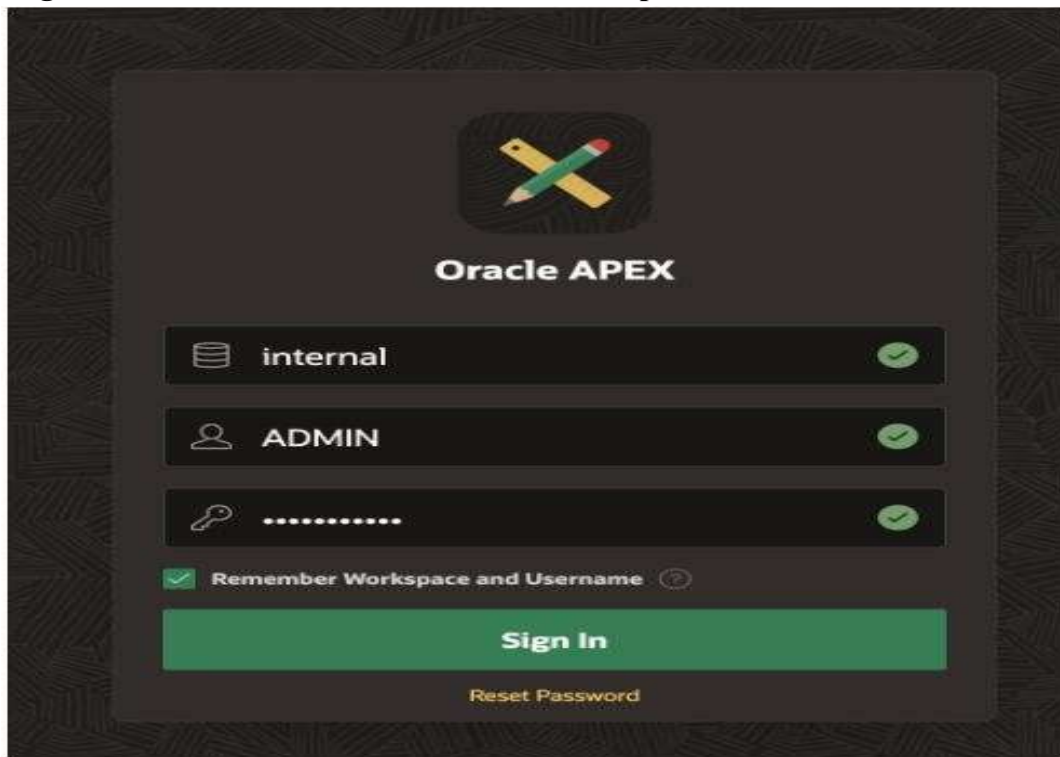 Oracle APEX
internal
ADMIN
•••••••••••
Remember Workspace and Username ?
Sign In
Reset Password